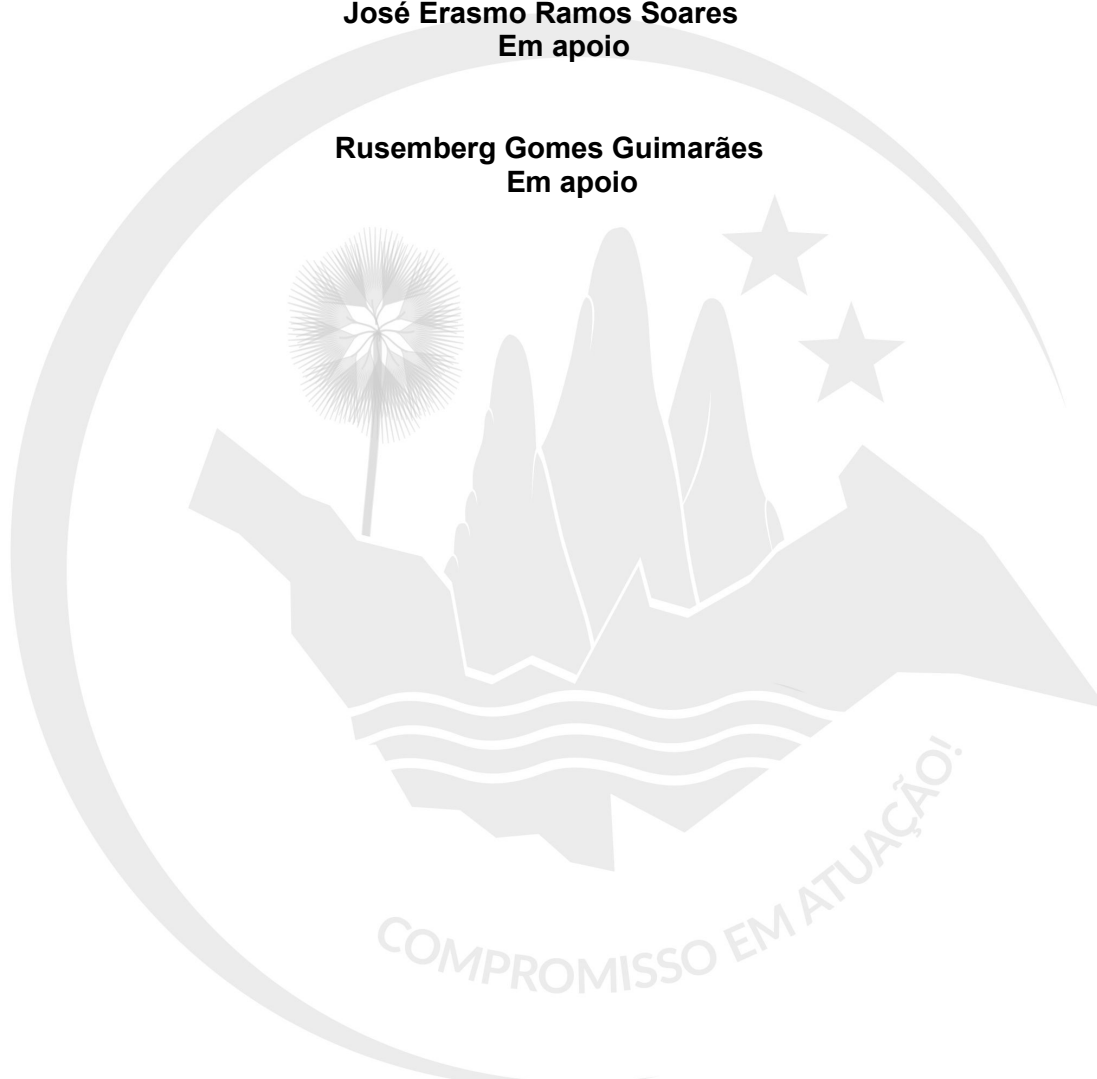 José Erasmo Ramos Soares
Em apoio
Rusemberg Gomes Guimarães
Em apoio
COMPROMISSO EM ATUAÇÃO!